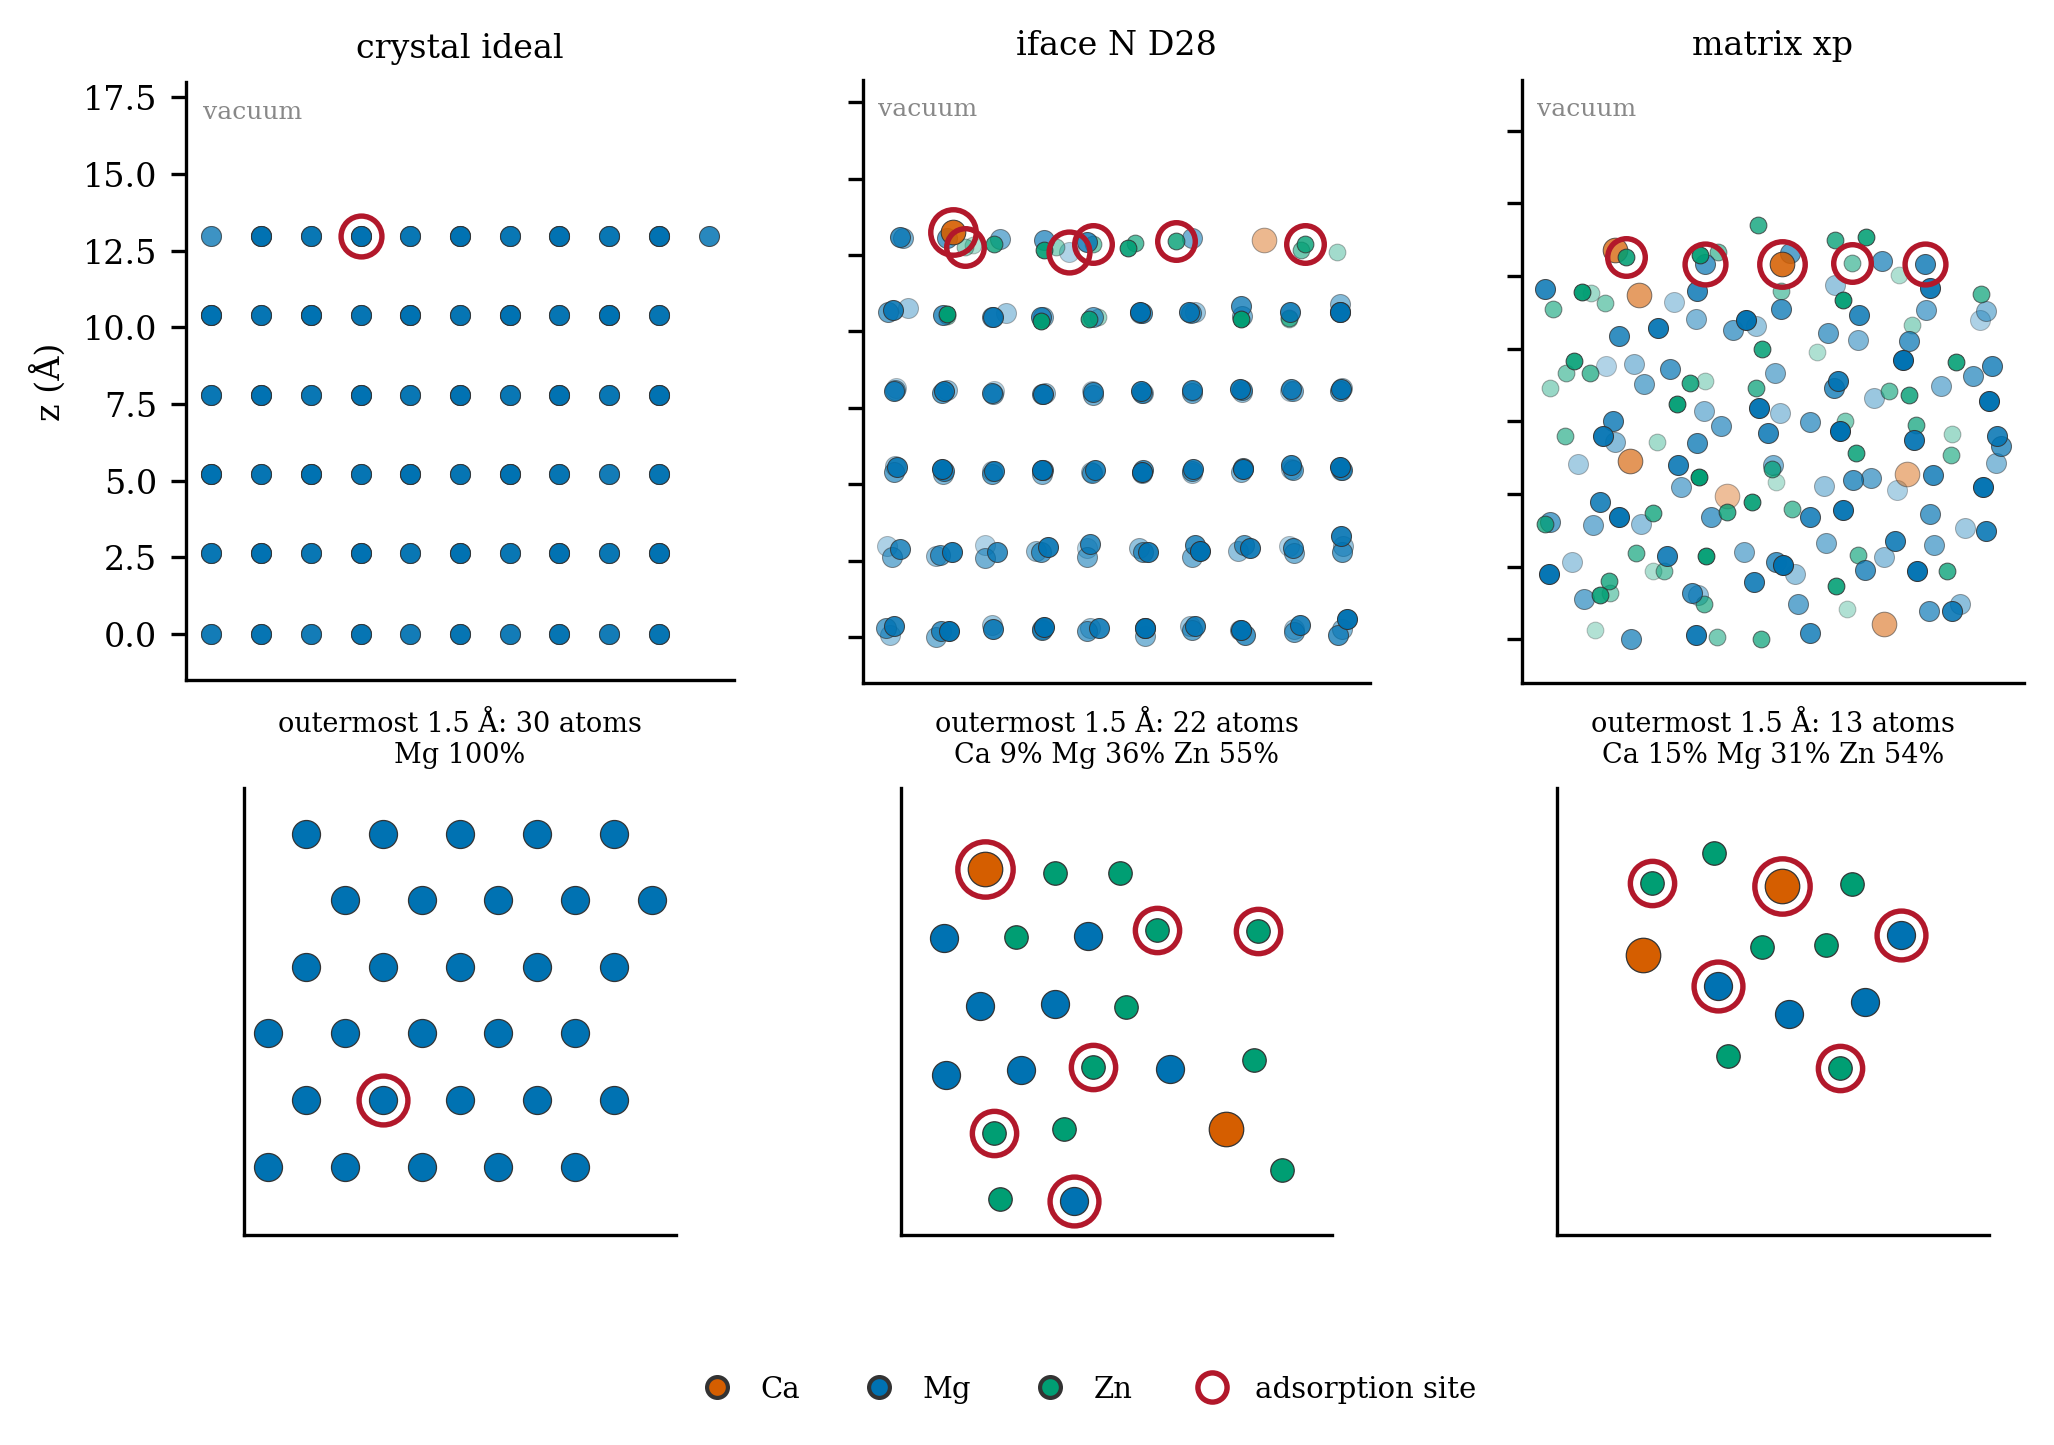 crystal ideal
iface N D28
matrix xp
vacuum
vacuum
vacuum
17.5
15.0
12.5
10.0
7.5
5.0
2.5
0.0
z (Å)
outermost 1.5 Å: 30 atoms
Mg 100%
outermost 1.5 Å: 22 atoms
Ca 9% Mg 36% Zn 55%
outermost 1.5 Å: 13 atoms
Ca 15% Mg 31% Zn 54%
Ca
Mg
Zn
adsorption site